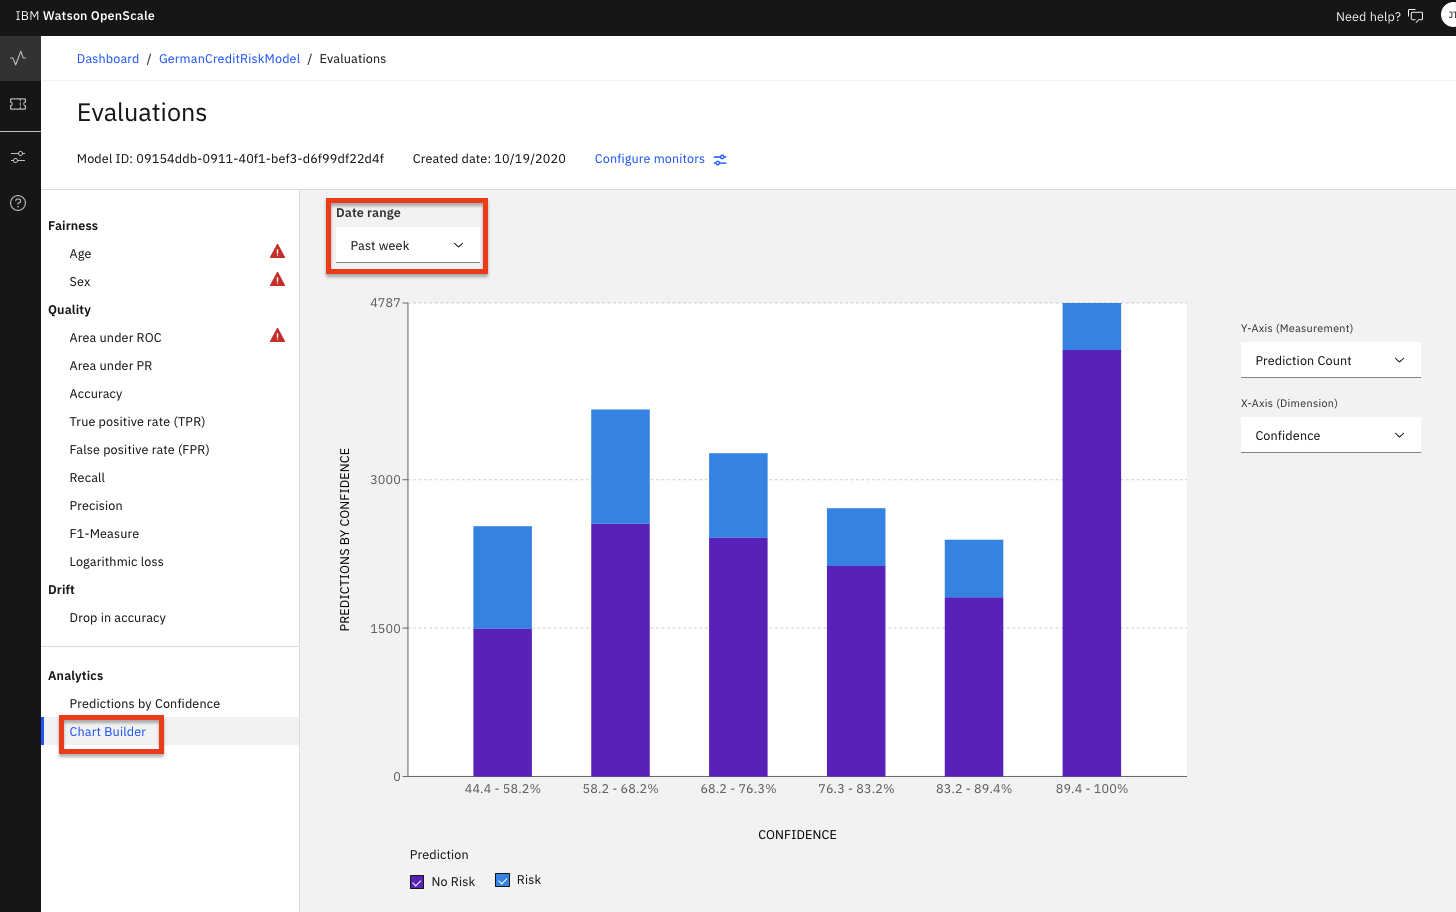 IBM Watson OpenScale
Need help?
JT
Dashboard / GermanCreditRiskModel / Evaluations
Evaluations
Model ID: 09154ddb-0911-40f1-bef3-d6f99df22d4f
Created date: 10/19/2020
Configure monitors
Fairness
Age
Sex
Quality
Area under ROC
Area under PR
Accuracy
True positive rate (TPR)
False positive rate (FPR)
Recall
Precision
F1-Measure
Logarithmic loss
Drift
Drop in accuracy
Analytics
Predictions by Confidence
Chart Builder
Date range
Past week
PREDICTIONS BY CONFIDENCE
4787
3000
1500
0
44.4 - 58.2%
58.2 - 68.2%
68.2 - 76.3%
76.3 - 83.2%
83.2 - 89.4%
89.4 - 100%
CONFIDENCE
Prediction
No Risk
Risk
Y-Axis (Measurement)
Prediction Count
X-Axis (Dimension)
Confidence